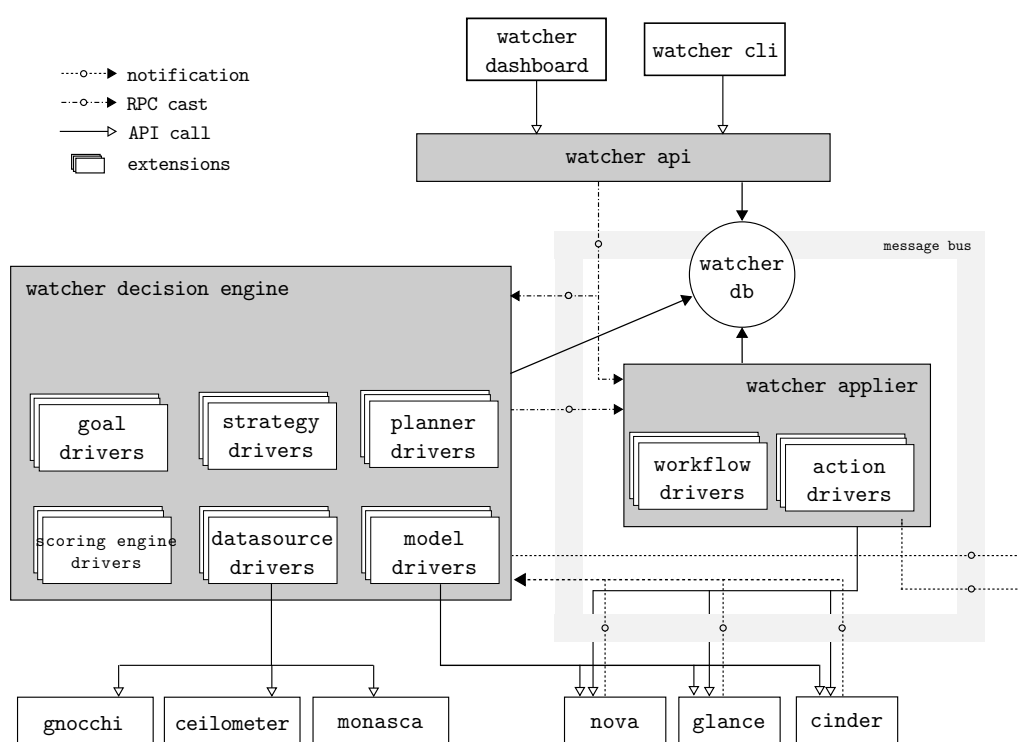 watcher
dashboard
watcher cli
notification
RPC cast
API call
extensions
watcher api
message bus
watcher
db
watcher decision engine
watcher applier
goal
drivers
strategy
drivers
planner
drivers
workflow
drivers
action
drivers
scoring engine
drivers
datasource
drivers
model
drivers
gnocchi
ceilometer
monasca
nova
glance
cinder